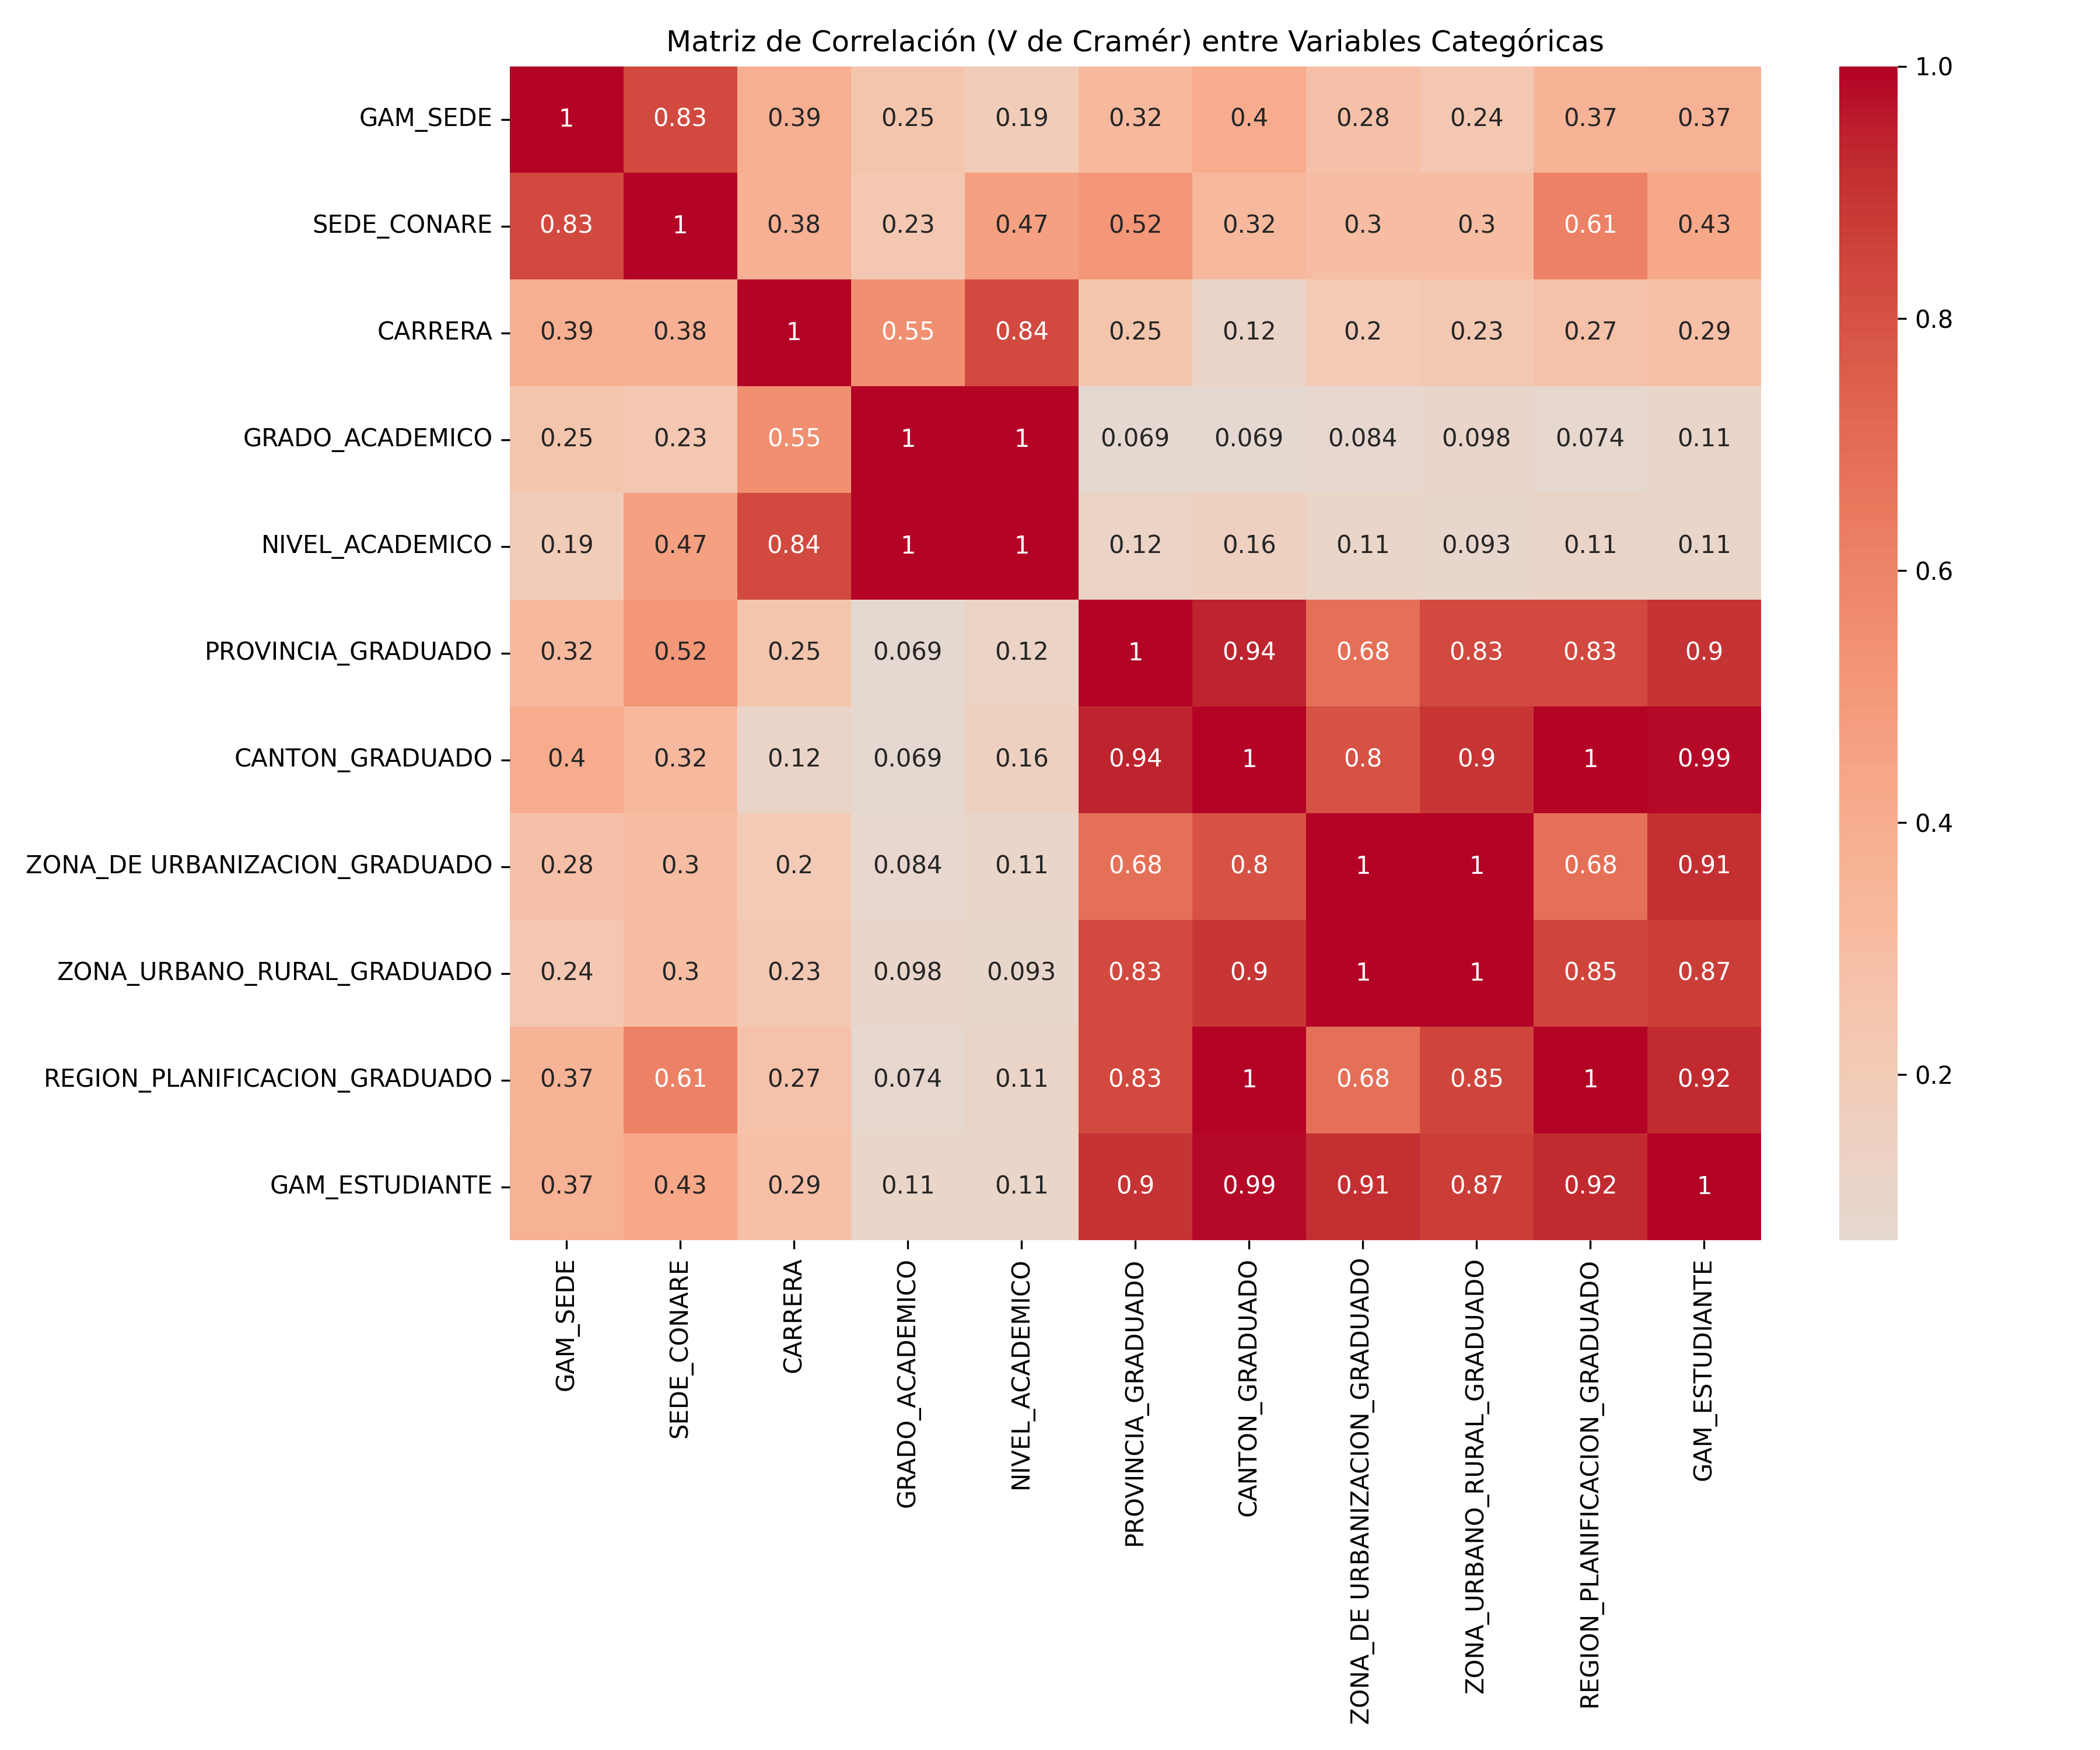 Matriz de Correlación (V de Cramér) entre Variables Categóricas
GAM_SEDE 1 0.83 0.39 0.25 0.19 0.32 0.4 0.28 0.24 0.37 0.37
SEDE_CONARE 0.83 1 0.38 0.23 0.47 0.52 0.32 0.3 0.3 0.61 0.43
CARRERA 0.39 0.38 1 0.55 0.84 0.25 0.12 0.2 0.23 0.27 0.29
GRADO_ACADEMICO 0.25 0.23 0.55 1 1 0.069 0.069 0.084 0.098 0.074 0.11
NIVEL_ACADEMICO 0.19 0.47 0.84 1 1 0.12 0.16 0.11 0.093 0.11 0.11
PROVINCIA_GRADUADO 0.32 0.52 0.25 0.069 0.12 1 0.94 0.68 0.83 0.83 0.9
CANTON_GRADUADO 0.4 0.32 0.12 0.069 0.16 0.94 1 0.8 0.9 1 0.99
ZONA_DE URBANIZACION_GRADUADO 0.28 0.3 0.2 0.084 0.11 0.68 0.8 1 1 0.68 0.91
ZONA_URBANO_RURAL_GRADUADO 0.24 0.3 0.23 0.098 0.093 0.83 0.9 1 1 0.85 0.87
REGION_PLANIFICACION_GRADUADO 0.37 0.61 0.27 0.074 0.11 0.83 1 0.68 0.85 1 0.92
GAM_ESTUDIANTE 0.37 0.43 0.29 0.11 0.11 0.9 0.99 0.91 0.87 0.92 1
GAM_SEDE
SEDE_CONARE
CARRERA
GRADO_ACADEMICO
NIVEL_ACADEMICO
PROVINCIA_GRADUADO
CANTON_GRADUADO
ZONA_DE URBANIZACION_GRADUADO
ZONA_URBANO_RURAL_GRADUADO
REGION_PLANIFICACION_GRADUADO
GAM_ESTUDIANTE
1.0
0.8
0.6
0.4
0.2